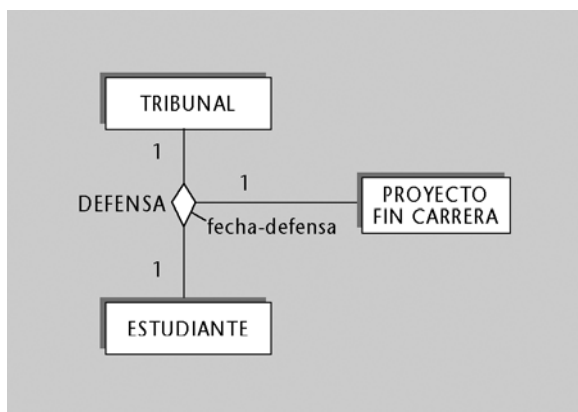 TRIBUNAL
1
1
DEFENSA
PROYECTO
FIN CARRERA
fecha-defensa
1
ESTUDIANTE